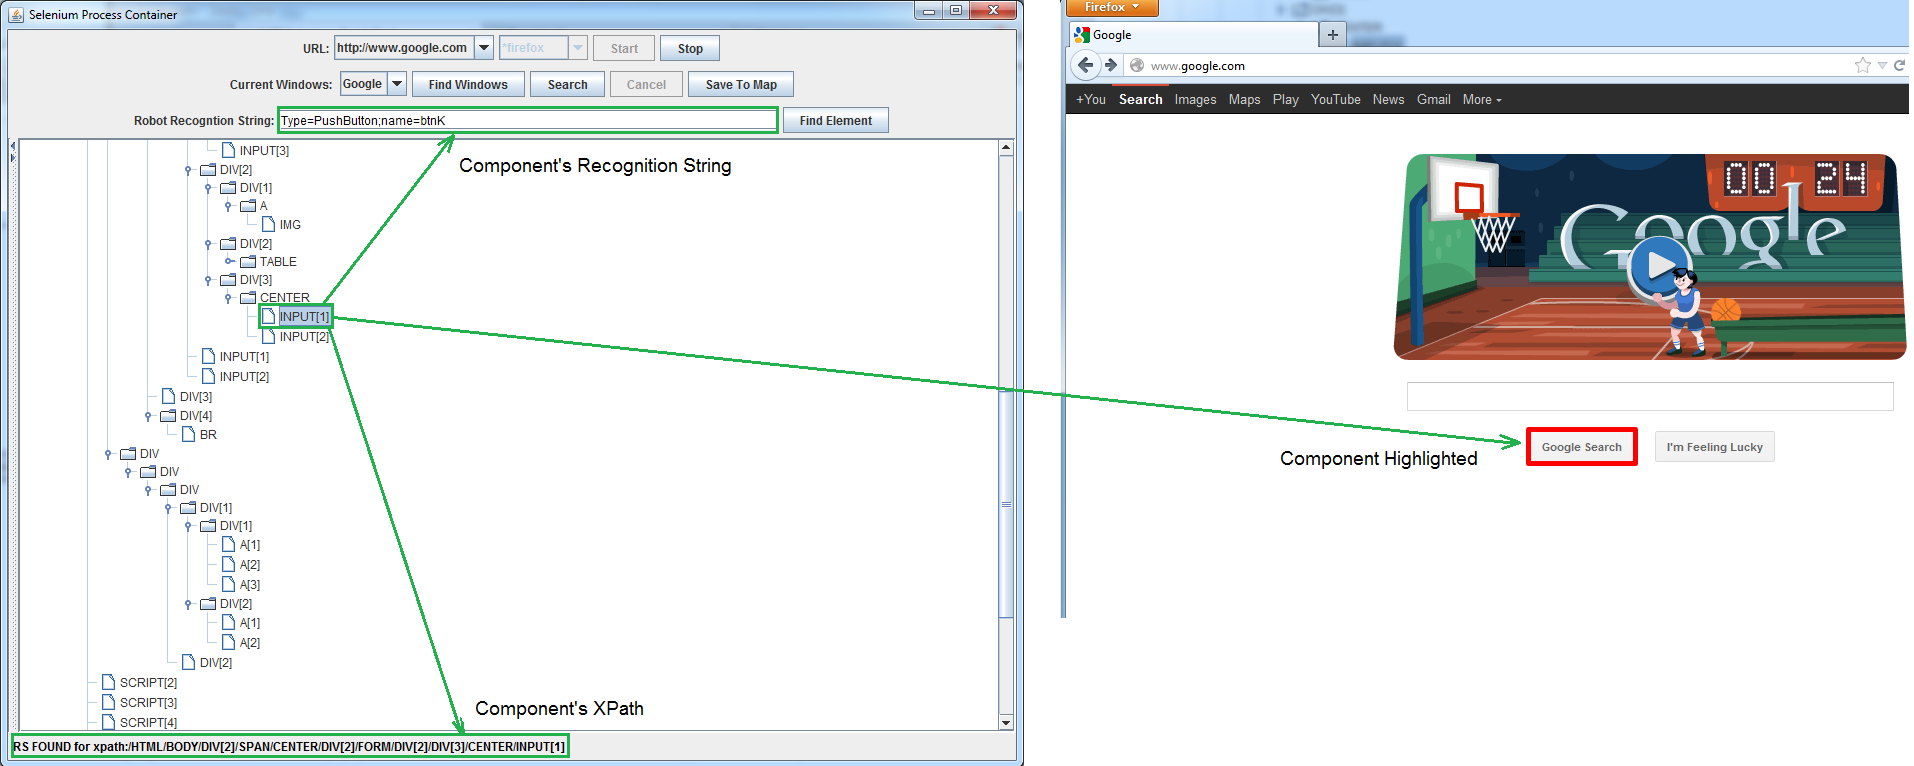 Selenium Process Container
URL: http://www.google.com *firefox Start Stop
Current Windows: Google Find Windows Search Cancel Save To Map
Robot Recogntion String: Type=PushButton;name=btnK Find Element
Component's Recognition String
INPUT[3]
DIV[2]
DIV[1]
A
IMG
DIV[2]
TABLE
DIV[3]
CENTER
INPUT[1]
INPUT[2]
INPUT[1]
INPUT[2]
DIV[3]
DIV[4]
BR
DIV
DIV
DIV
DIV[1]
DIV[1]
A[1]
A[2]
A[3]
DIV[2]
A[1]
A[2]
DIV[2]
SCRIPT[2]
SCRIPT[3]
SCRIPT[4]
Component's XPath
RS FOUND for xpath:/HTML/BODY/DIV[2]/SPAN/CENTER/DIV[2]/FORM/DIV[2]/DIV[3]/CENTER/INPUT[1]
Firefox
Google
www.google.com
+You Search Images Maps Play YouTube News Gmail More
00 24
Google
Component Highlighted
Google Search I'm Feeling Lucky